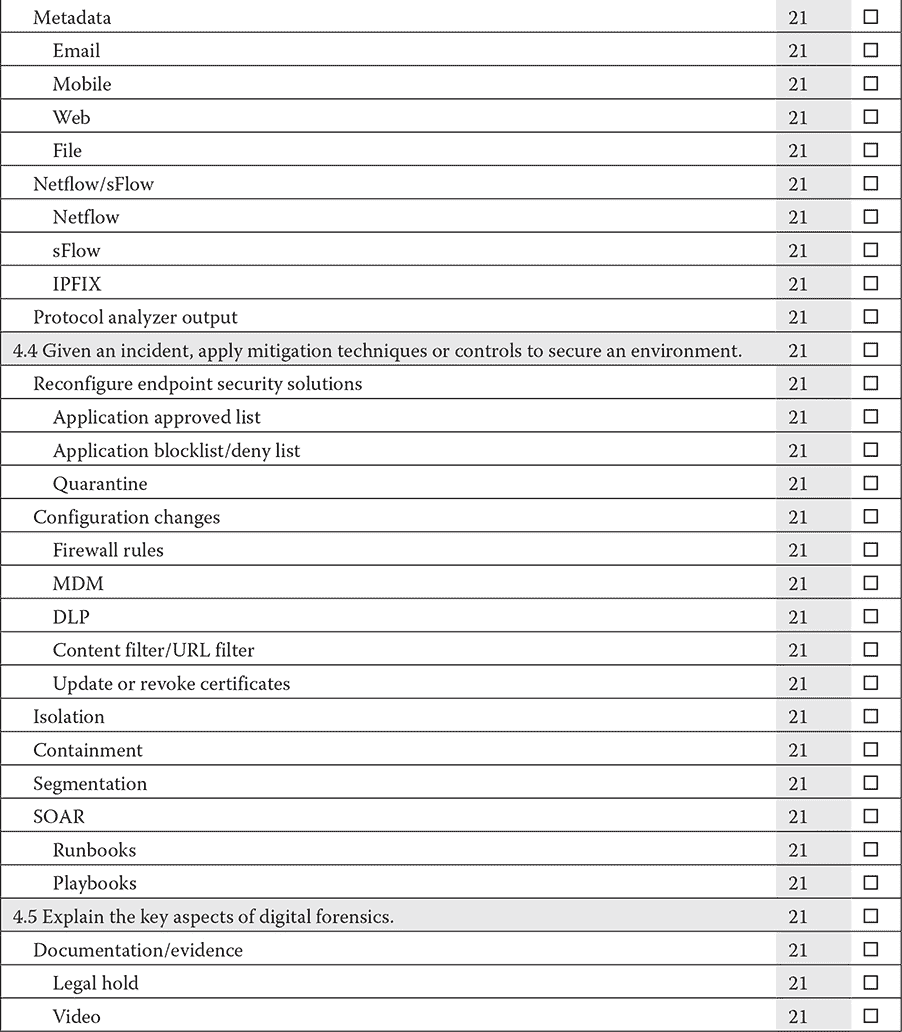 Metadata 21 ☐
Email 21 ☐
Mobile 21 ☐
Web 21 ☐
File 21 ☐
Netflow/sFlow 21 ☐
Netflow 21 ☐
sFlow 21 ☐
IPFIX 21 ☐
Protocol analyzer output 21 ☐
4.4 Given an incident, apply mitigation techniques or controls to secure an environment. 21 ☐
Reconfigure endpoint security solutions 21 ☐
Application approved list 21 ☐
Application blocklist/deny list 21 ☐
Quarantine 21 ☐
Configuration changes 21 ☐
Firewall rules 21 ☐
MDM 21 ☐
DLP 21 ☐
Content filter/URL filter 21 ☐
Update or revoke certificates 21 ☐
Isolation 21 ☐
Containment 21 ☐
Segmentation 21 ☐
SOAR 21 ☐
Runbooks 21 ☐
Playbooks 21 ☐
4.5 Explain the key aspects of digital forensics. 21 ☐
Documentation/evidence 21 ☐
Legal hold 21 ☐
Video 21 ☐